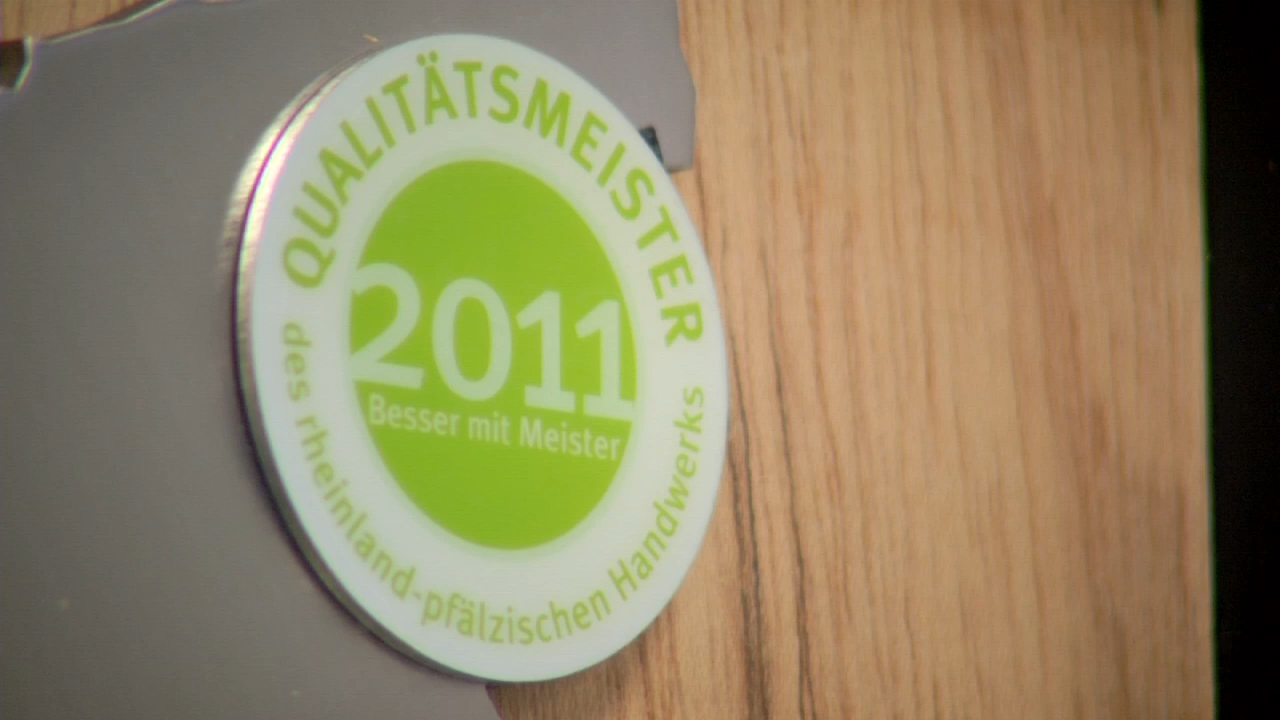 QUALITÄTSMEISTER
2011
Besser mit Meister
des rheinland-pfälzischen Handwerks